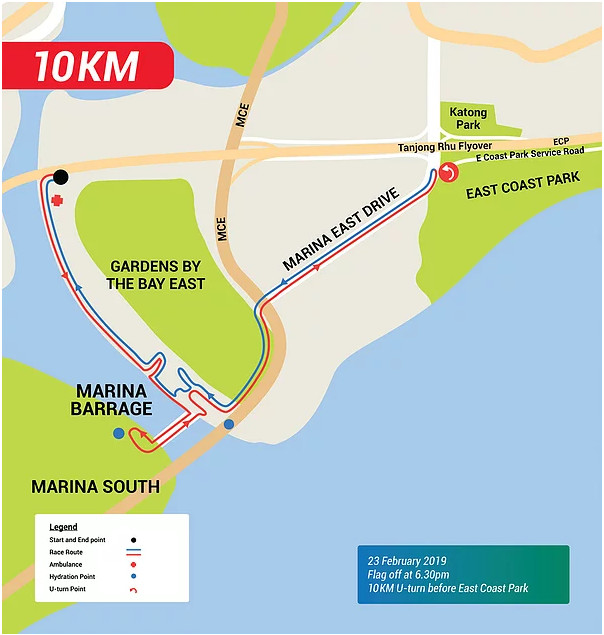 10KM
MCE
Katong
Park
Tanjong Rhu Flyover
ECP
E Coast Park Service Road
EAST COAST PARK
MCE
MARINA EAST DRIVE
GARDENS BY
THE BAY EAST
MARINA
BARRAGE
MARINA SOUTH
Legend
Start and End point
Race Route
Ambulance
Hydration Point
U-turn Point
23 February 2019
Flag off at 6.30pm
10KM U-turn before East Coast Park